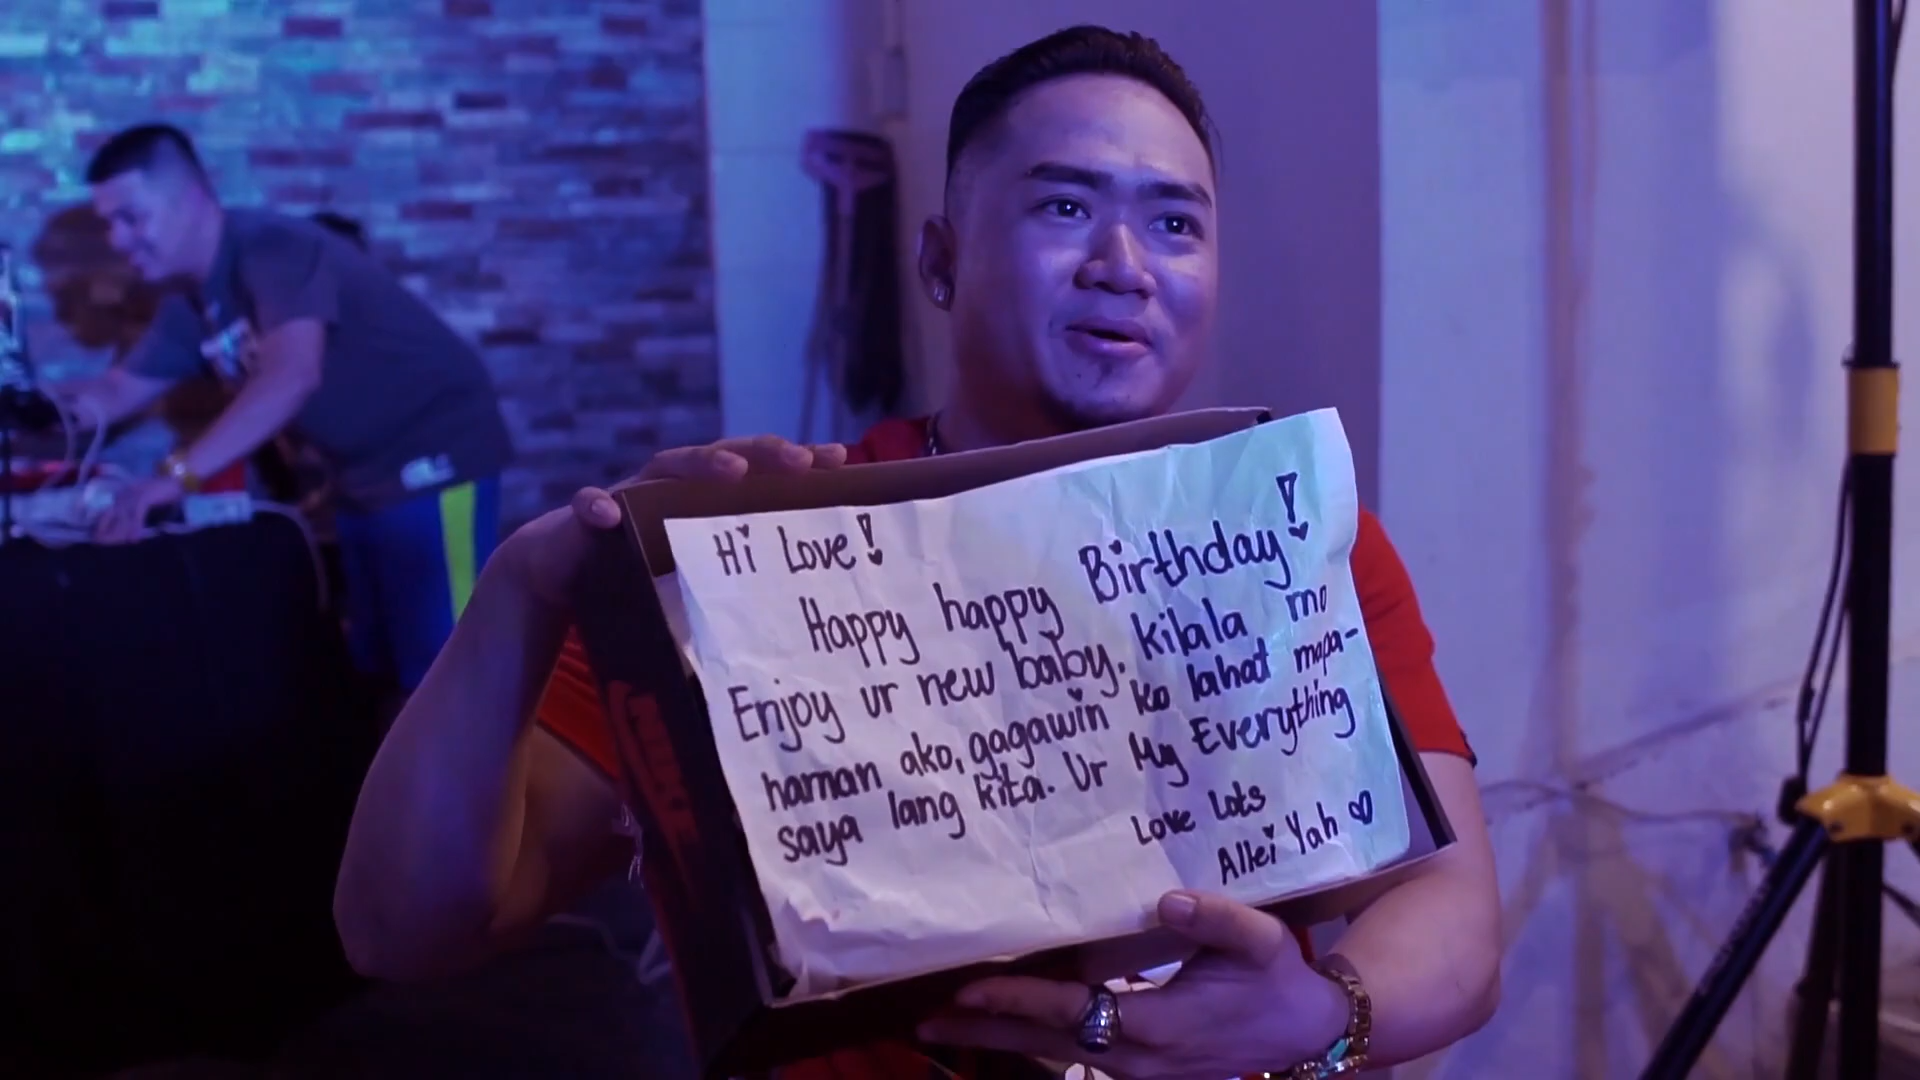 Hi Love!
Happy happy Birthday!!
Enjoy ur new baby. Kilala mo
naman ako, gagawin ko lahat mapa-
saya lang kita. Ur My Everything
Love Lots
Allei Yah
NIKE